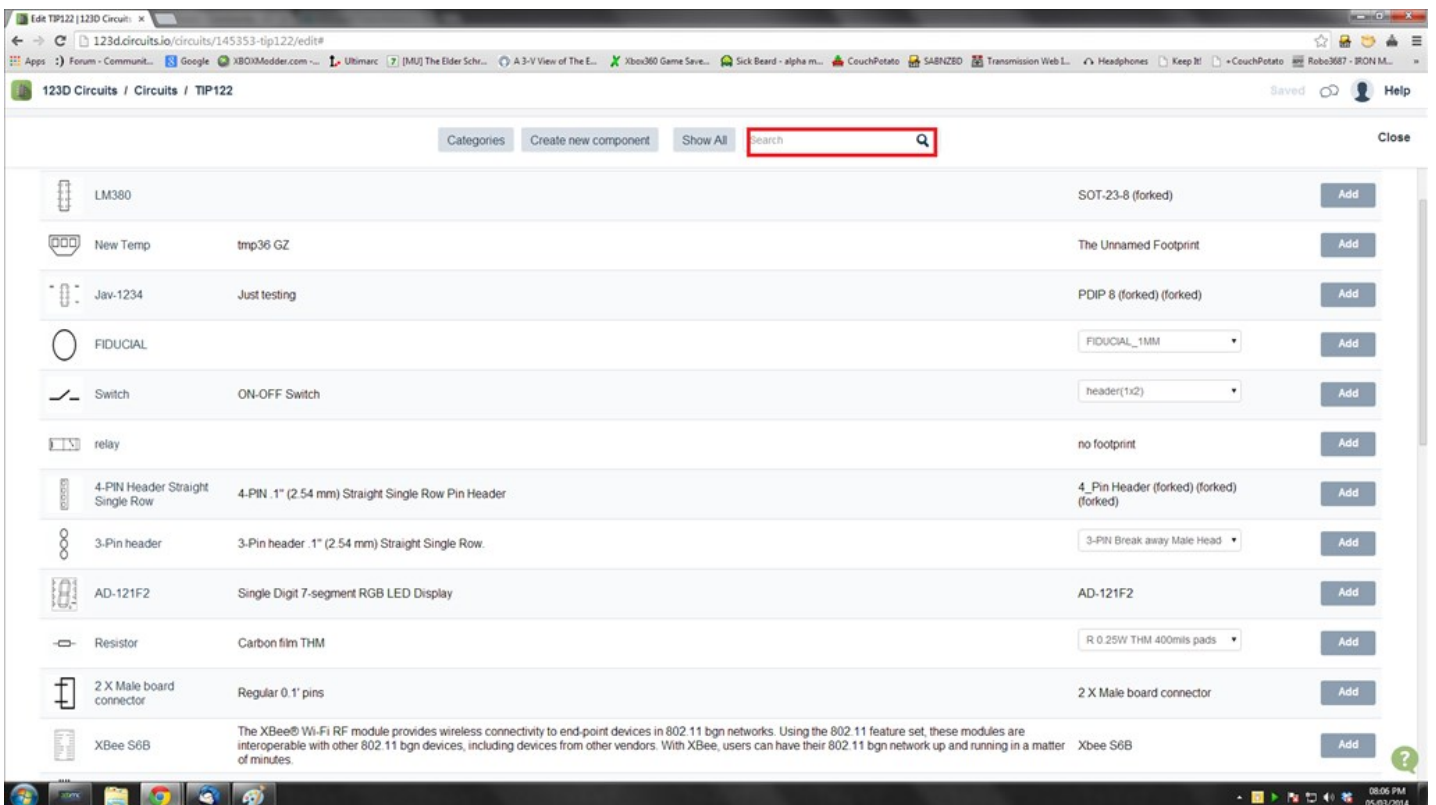 Edit TIP122 | 123D Circuits
123d.circuits.io/circuits/145353-tip122/edit#
Apps :) Forum - Communit... Google XBOXModder.com -... Ultimarc [MU] The Elder Schr... A 3-V View of The E... Xbox360 Game Save... Sick Beard - alpha m... CouchPotato SABNZBD Transmission Web I... Headphones Keep It! +CouchPotato Robo3687 - IRON M... »
123D Circuits / Circuits / TIP122 Saved Help
Categories Create new component Show All Search Close
LM380 SOT-23-8 (forked) Add
New Temp tmp36 GZ The Unnamed Footprint Add
Jav-1234 Just testing PDIP 8 (forked) (forked) Add
FIDUCIAL FIDUCIAL_1MM Add
Switch ON-OFF Switch header(1x2) Add
relay no footprint Add
4-PIN Header Straight Single Row 4-PIN .1" (2.54 mm) Straight Single Row Pin Header 4_Pin Header (forked) (forked) (forked) Add
3-Pin header 3-Pin header .1" (2.54 mm) Straight Single Row. 3-PIN Break away Male Head Add
AD-121F2 Single Digit 7-segment RGB LED Display AD-121F2 Add
Resistor Carbon film THM R 0.25W THM 400mils pads Add
2 X Male board connector Regular 0.1' pins 2 X Male board connector Add
The XBee® Wi-Fi RF module provides wireless connectivity to end-point devices in 802.11 bgn networks. Using the 802.11 feature set, these modules are
XBee S6B interoperable with other 802.11 bgn devices, including devices from other vendors. With XBee, users can have their 802.11 bgn network up and running in a matter Xbee S6B Add
of minutes.
?
08:06 PM
05/03/2014